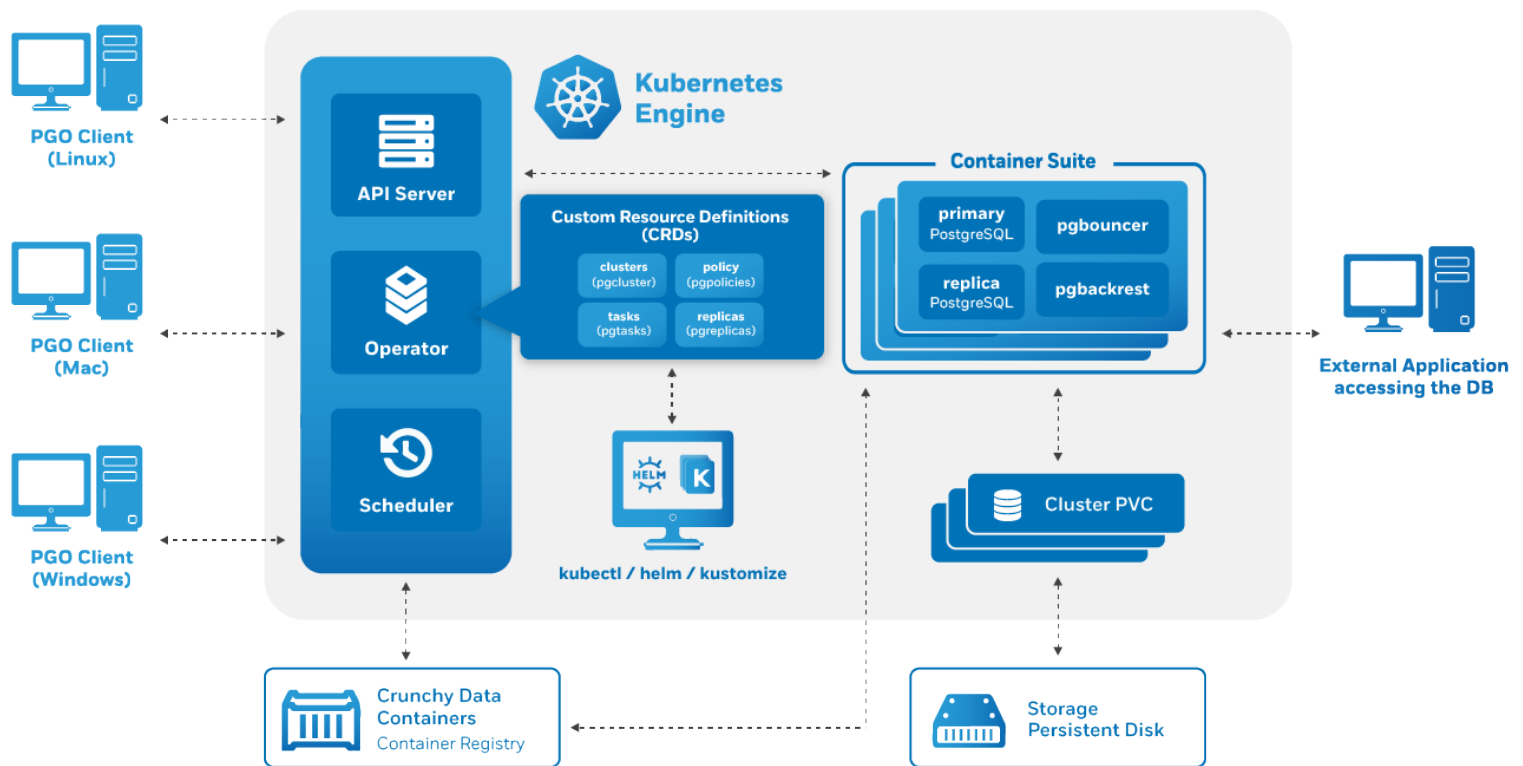 PGO Client
(Linux)
PGO Client
(Mac)
PGO Client
(Windows)
API Server
Operator
Scheduler
Kubernetes
Engine
Custom Resource Definitions
(CRDs)
clusters
(pgcluster)
policy
(pgpolicies)
tasks
(pgtasks)
replicas
(pgreplicas)
HELM
K
kubectl / helm / kustomize
Container Suite
primary
PostgreSQL
pgbouncer
replica
PostgreSQL
pgbackrest
Cluster PVC
External Application
accessing the DB
Crunchy Data
Containers
Container Registry
Storage
Persistent Disk